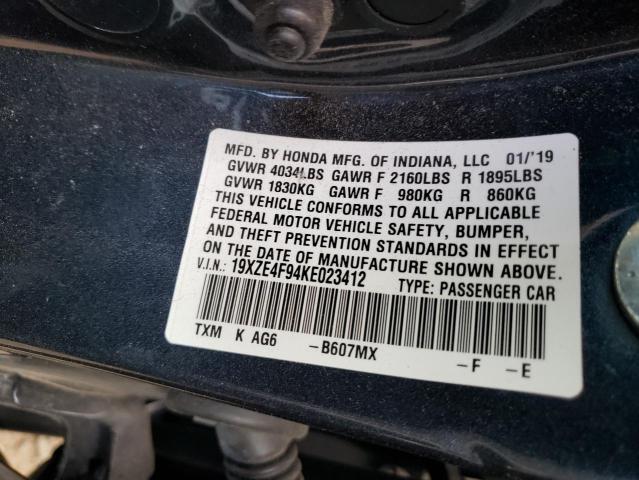 MFD. BY HONDA MFG. OF INDIANA, LLC 01/'19
GVWR 4034LBS GAWR F 2160LBS R 1895LBS
GVWR 1830KG GAWR F 980KG R 860KG
THIS VEHICLE CONFORMS TO ALL APPLICABLE
FEDERAL MOTOR VEHICLE SAFETY, BUMPER,
AND THEFT PREVENTION STANDARDS IN EFFECT
ON THE DATE OF MANUFACTURE SHOWN ABOVE.
V.I.N.: 19XZE4F94KE023412 TYPE: PASSENGER CAR
TXM K AG6 -B607MX -F -E